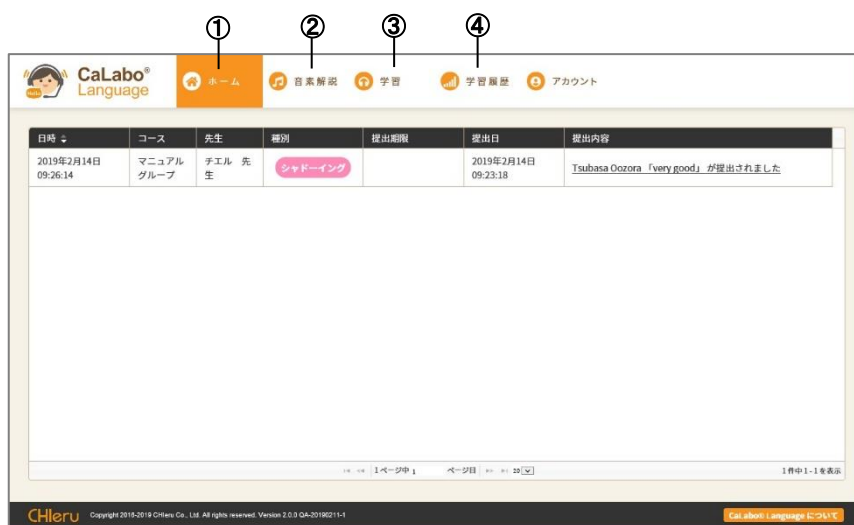 ① ② ③ ④
CaLabo®
Language
Hello
ホーム 音素解説 学習 学習履歴 アカウント
日時 コース 先生 種別 提出期限 提出日 提出内容
2019年2月14日 マニュアル チエル 先 シャドーイング 2019年2月14日 Tsubasa Oozora 「very good」 が提出されました
09:26:14 グループ 生 09:23:18
1ページ中 1 ページ目 20 1件中1-1を表示
CHIeru Copyright 2016-2019 CHIeru Co., Ltd. All rights reserved. Version 2.0.0 QA-20190211-1 CaLabo® Language について